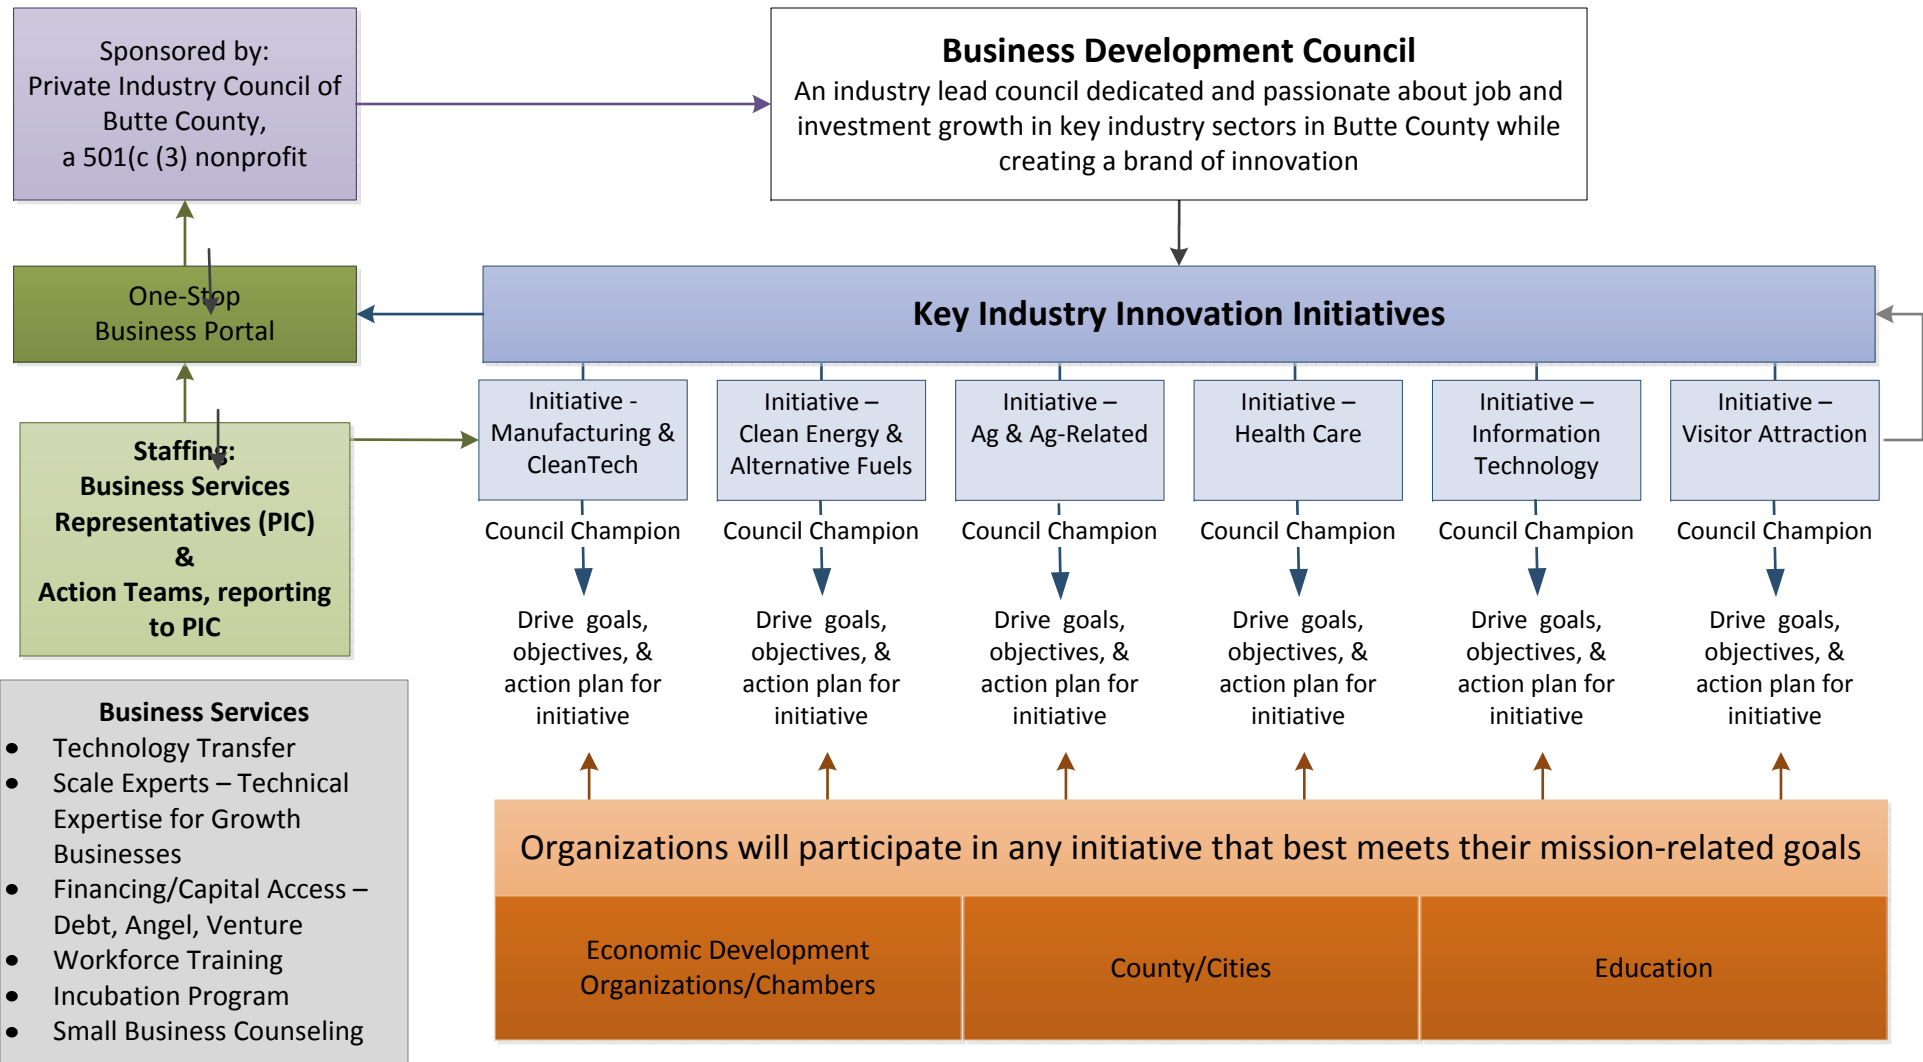 Sponsored by:
Private Industry Council of
Butte County,
a 501(c (3) nonprofit
Business Development Council
An industry lead council dedicated and passionate about job and
investment growth in key industry sectors in Butte County while
creating a brand of innovation
One-Stop
Business Portal
Key Industry Innovation Initiatives
Staffing:
Business Services
Representatives (PIC)
&
Action Teams, reporting
to PIC
Initiative -
Manufacturing &
CleanTech
Initiative –
Clean Energy &
Alternative Fuels
Initiative –
Ag & Ag-Related
Initiative –
Health Care
Initiative –
Information
Technology
Initiative –
Visitor Attraction
Council Champion
Council Champion
Council Champion
Council Champion
Council Champion
Council Champion
Drive goals,
objectives, &
action plan for
initiative
Drive goals,
objectives, &
action plan for
initiative
Drive goals,
objectives, &
action plan for
initiative
Drive goals,
objectives, &
action plan for
initiative
Drive goals,
objectives, &
action plan for
initiative
Drive goals,
objectives, &
action plan for
initiative
Business Services
• Technology Transfer
• Scale Experts – Technical
Expertise for Growth
Businesses
• Financing/Capital Access –
Debt, Angel, Venture
• Workforce Training
• Incubation Program
• Small Business Counseling
Organizations will participate in any initiative that best meets their mission-related goals
Economic Development
Organizations/Chambers
County/Cities
Education